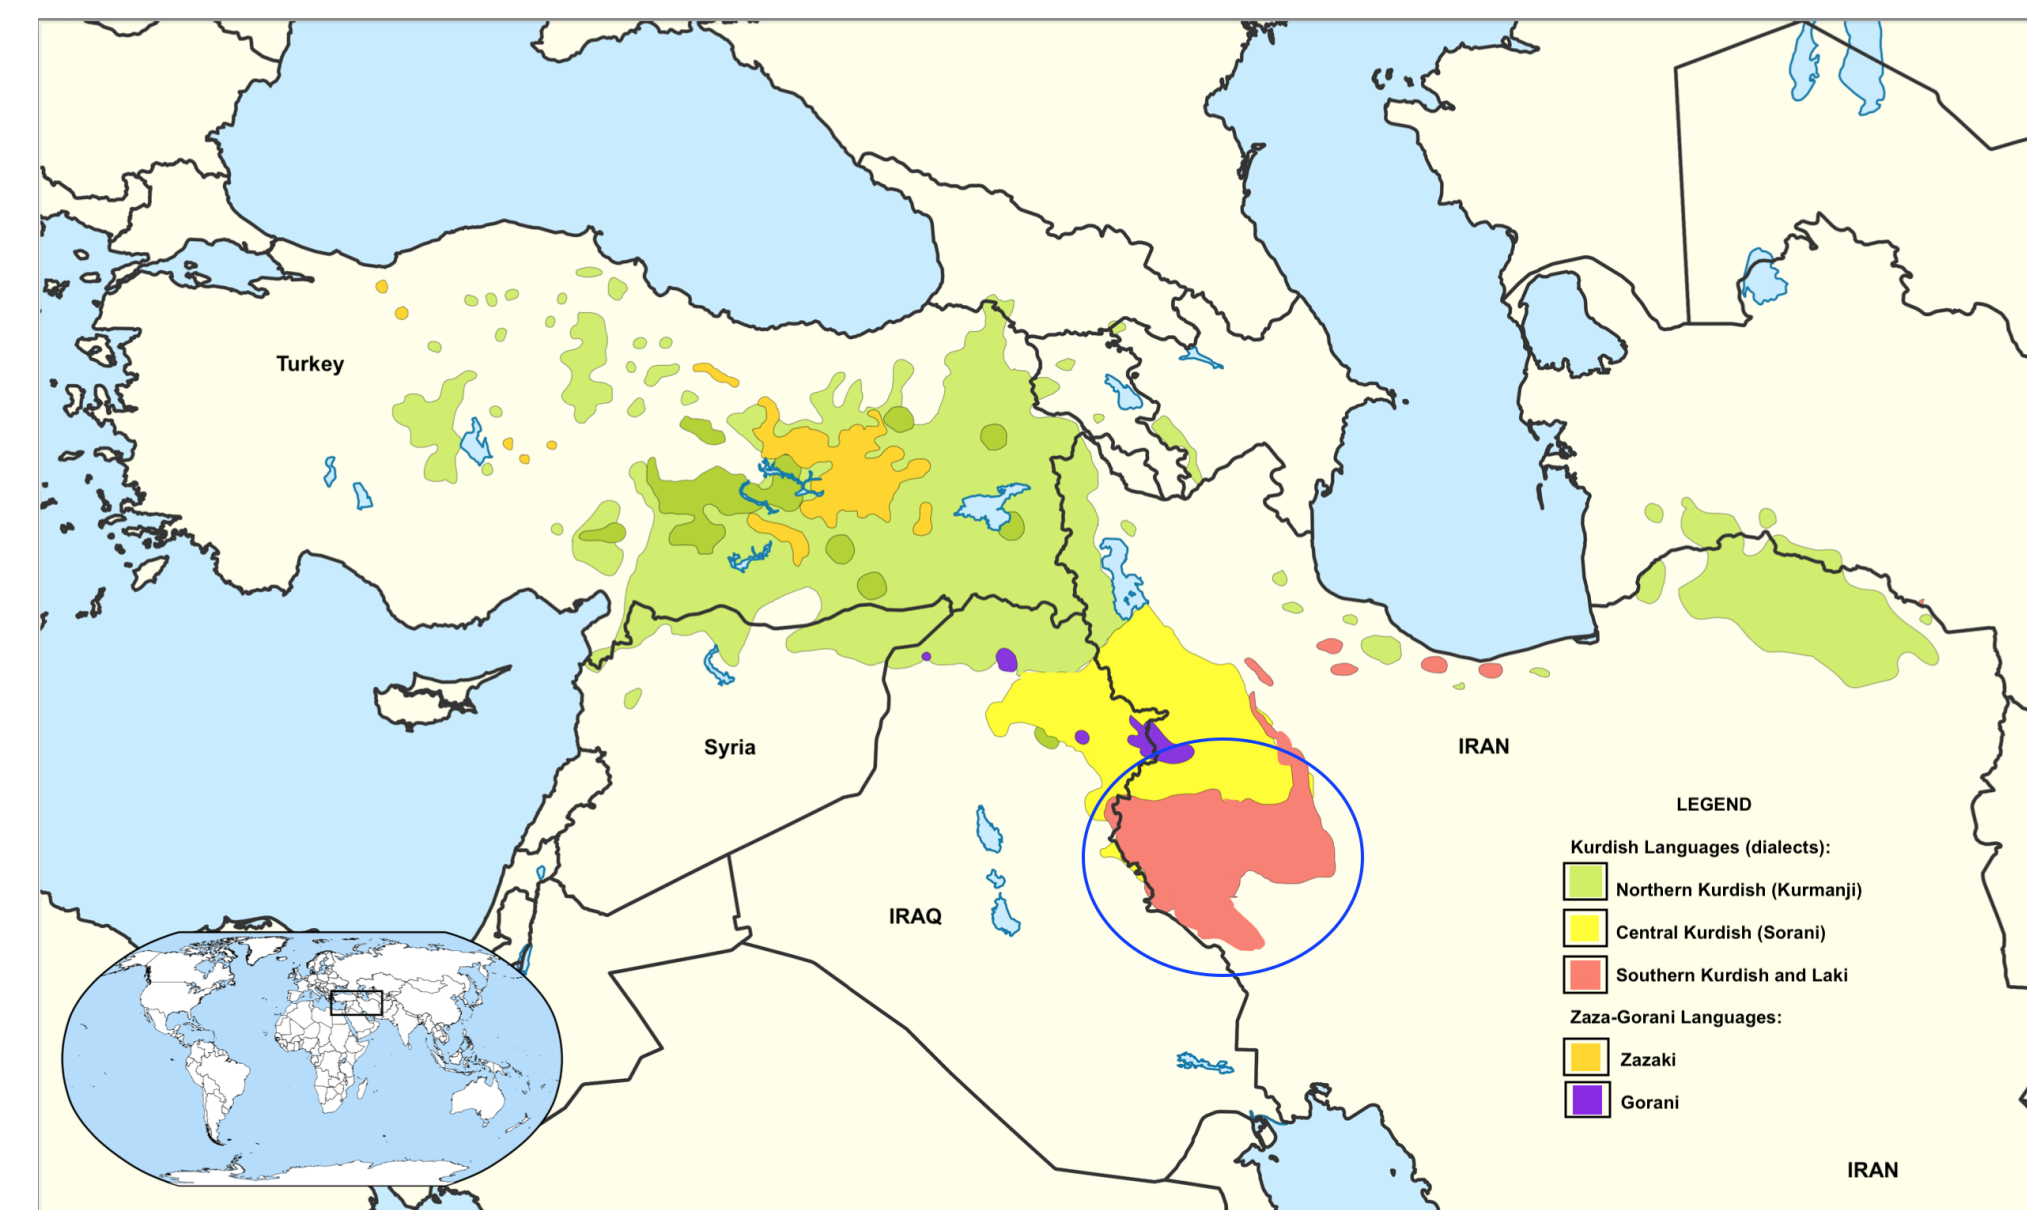 Turkey
Syria
IRAN
IRAQ
LEGEND
Kurdish Languages (dialects):
Northern Kurdish (Kurmanji)
Central Kurdish (Sorani)
Southern Kurdish and Laki
Zaza-Gorani Languages:
Zazaki
Gorani
IRAN